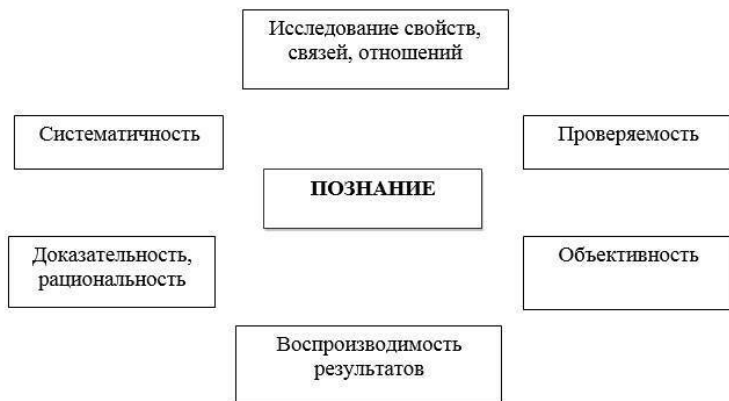 Исследование свойств,
связей, отношений
Систематичность
Проверяемость
ПОЗНАНИЕ
Доказательность,
рациональность
Объективность
Воспроизводимость
результатов